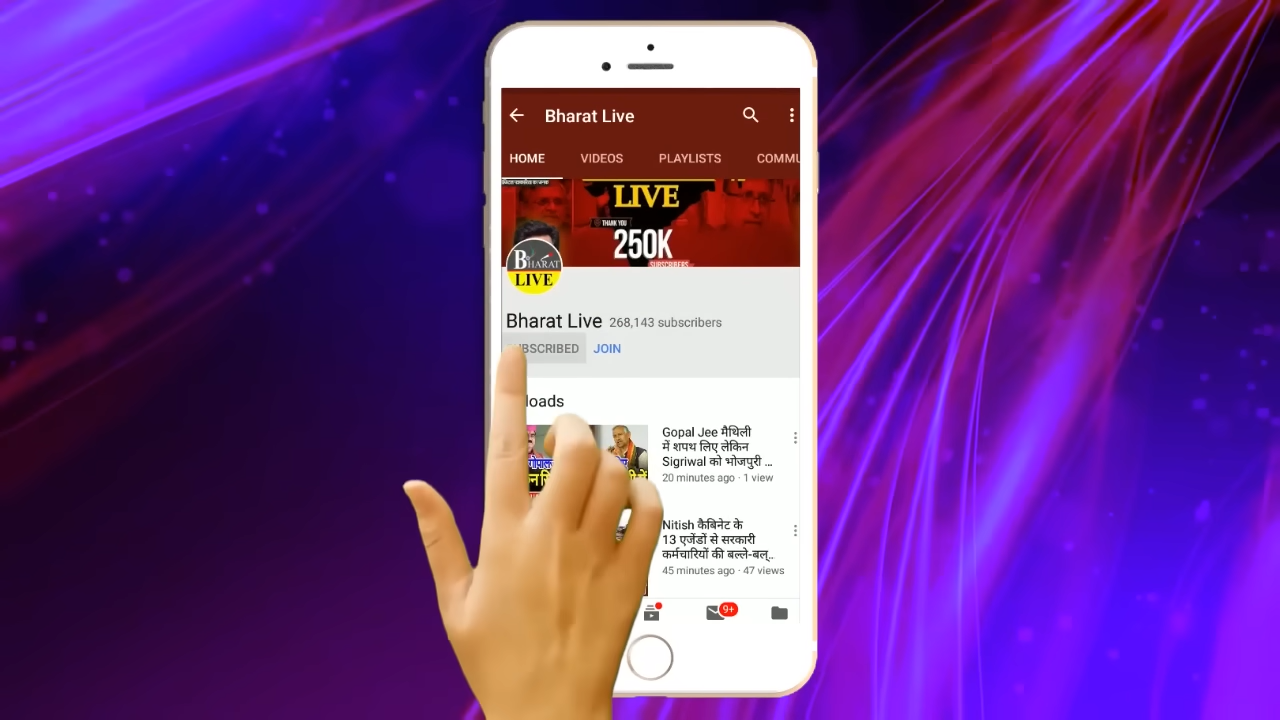 Bharat Live
HOME VIDEOS PLAYLISTS COMMU
LIVE
THANK YOU
250K
SUBSCRIBERS
BHARAT
LIVE
Bharat Live 268,143 subscribers
BSCRIBED JOIN
loads
Gopal Jee मैथिली
में शपथ लिए लेकिन
Sigriwal को भोजपुरी ...
20 minutes ago · 1 view
Nitish कैबिनेट के
13 एजेंडों से सरकारी
कर्मचारियों की बल्ले-बल्..
45 minutes ago · 47 views
9+